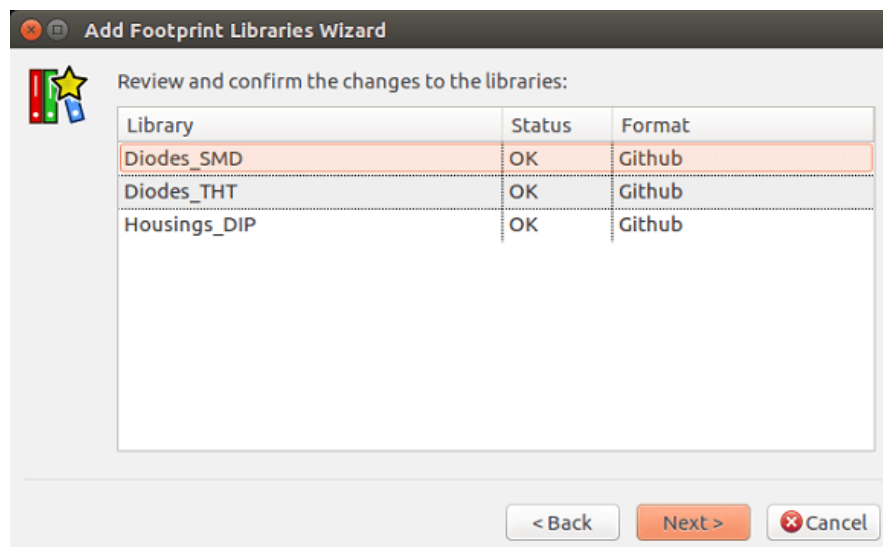 Add Footprint Libraries Wizard
Review and confirm the changes to the libraries:
Library Status Format
Diodes_SMD OK Github
Diodes_THT OK Github
Housings_DIP OK Github
< Back Next > Cancel